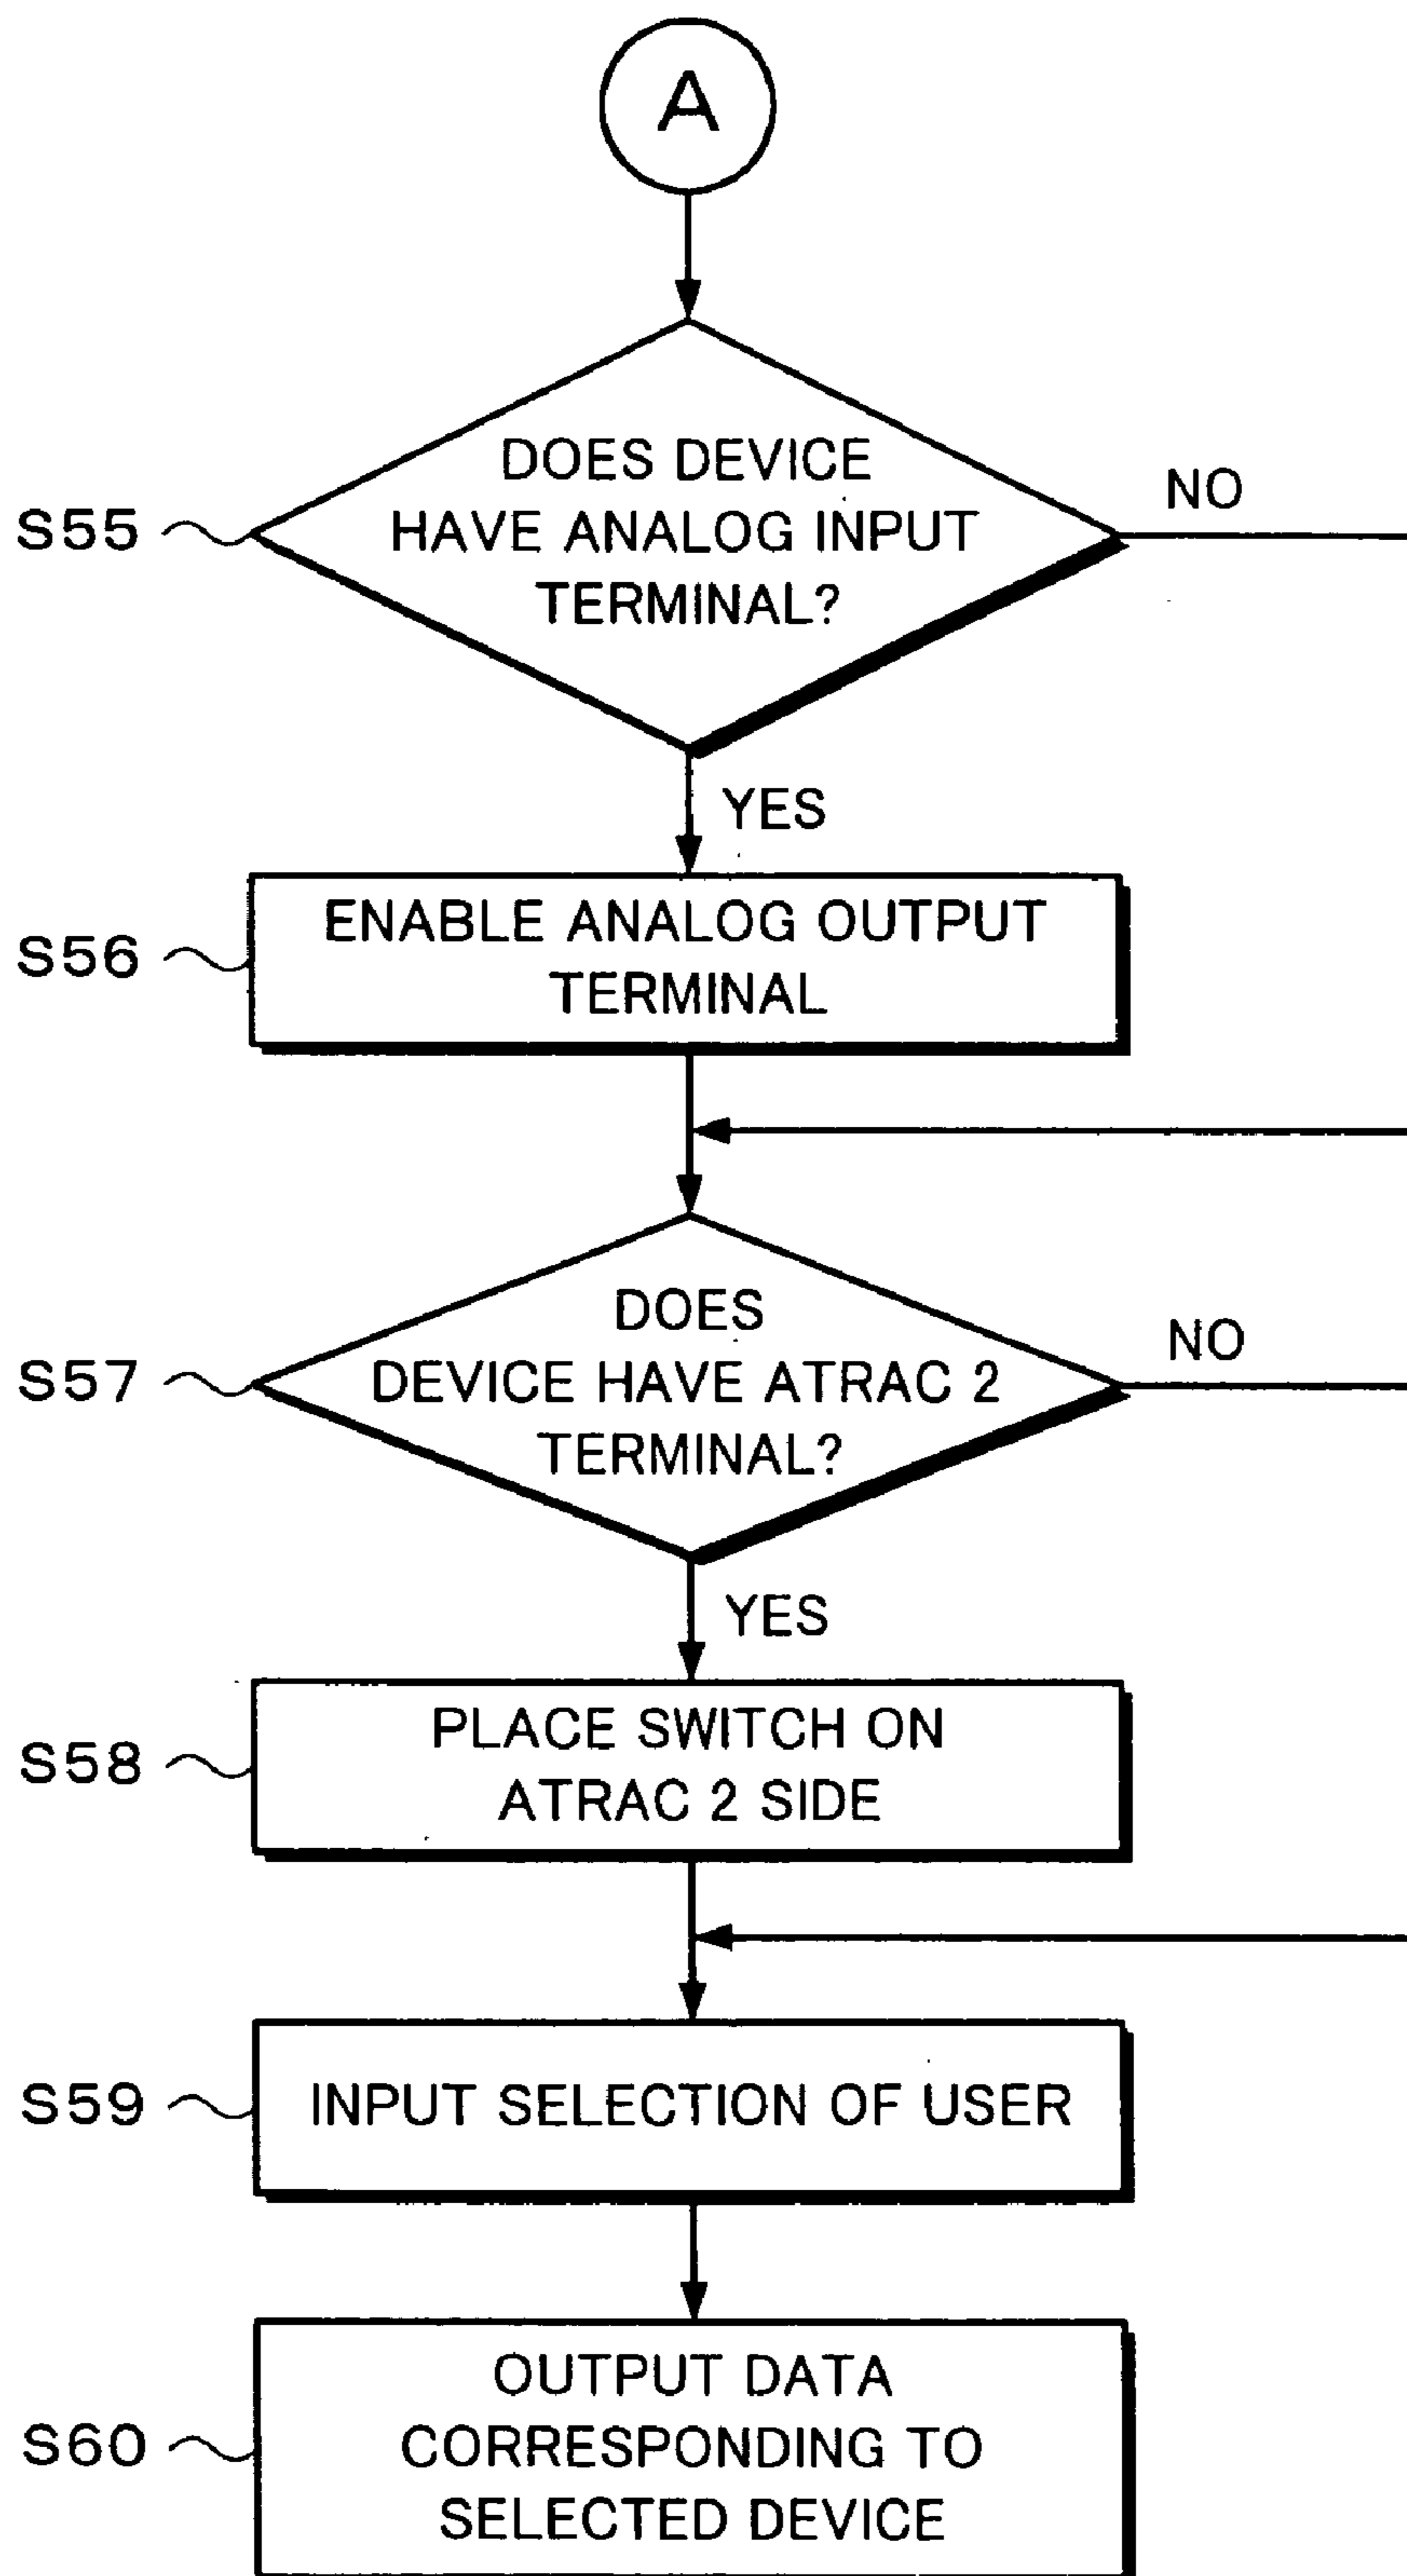 A
DOES DEVICE
HAVE ANALOG INPUT
TERMINAL?
NO
S55
YES
ENABLE ANALOG OUTPUT
TERMINAL
S56
DOES
DEVICE HAVE ATRAC 2
TERMINAL?
NO
S57
YES
PLACE SWITCH ON
ATRAC 2 SIDE
S58
S59
INPUT SELECTION OF USER
OUTPUT DATA
CORRESPONDING TO
SELECTED DEVICE
S60